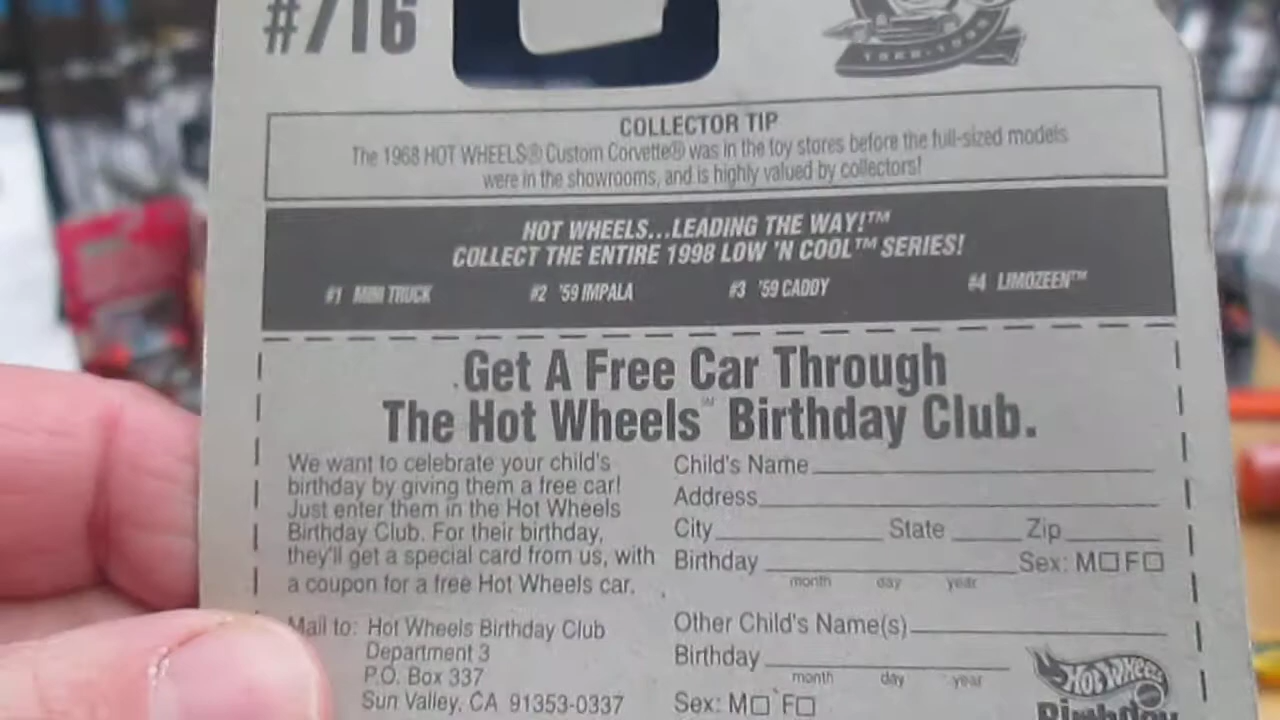 #716
COLLECTOR TIP
The 1968 HOT WHEELS® Custom Corvette® was in the toy stores before the full-sized models
were in the showrooms, and is highly valued by collectors!
HOT WHEELS...LEADING THE WAY!™
COLLECT THE ENTIRE 1998 LOW 'N COOL™ SERIES!
#1 MINI TRUCK #2 '59 IMPALA #3 '59 CADDY #4 LIMOZEEN™
Get A Free Car Through
The Hot Wheels℠ Birthday Club.
We want to celebrate your child's
birthday by giving them a free car!
Just enter them in the Hot Wheels
Birthday Club. For their birthday,
they'll get a special card from us, with
a coupon for a free Hot Wheels car.
Mail to: Hot Wheels Birthday Club
Department 3
P.O. Box 337
Sun Valley, CA 91353-0337
Child's Name
Address
City State Zip
Birthday Sex: M□ F□
month day year
Other Child's Name(s)
Birthday
month day year
Sex: M□ F□
Hot Wheels
Birthday